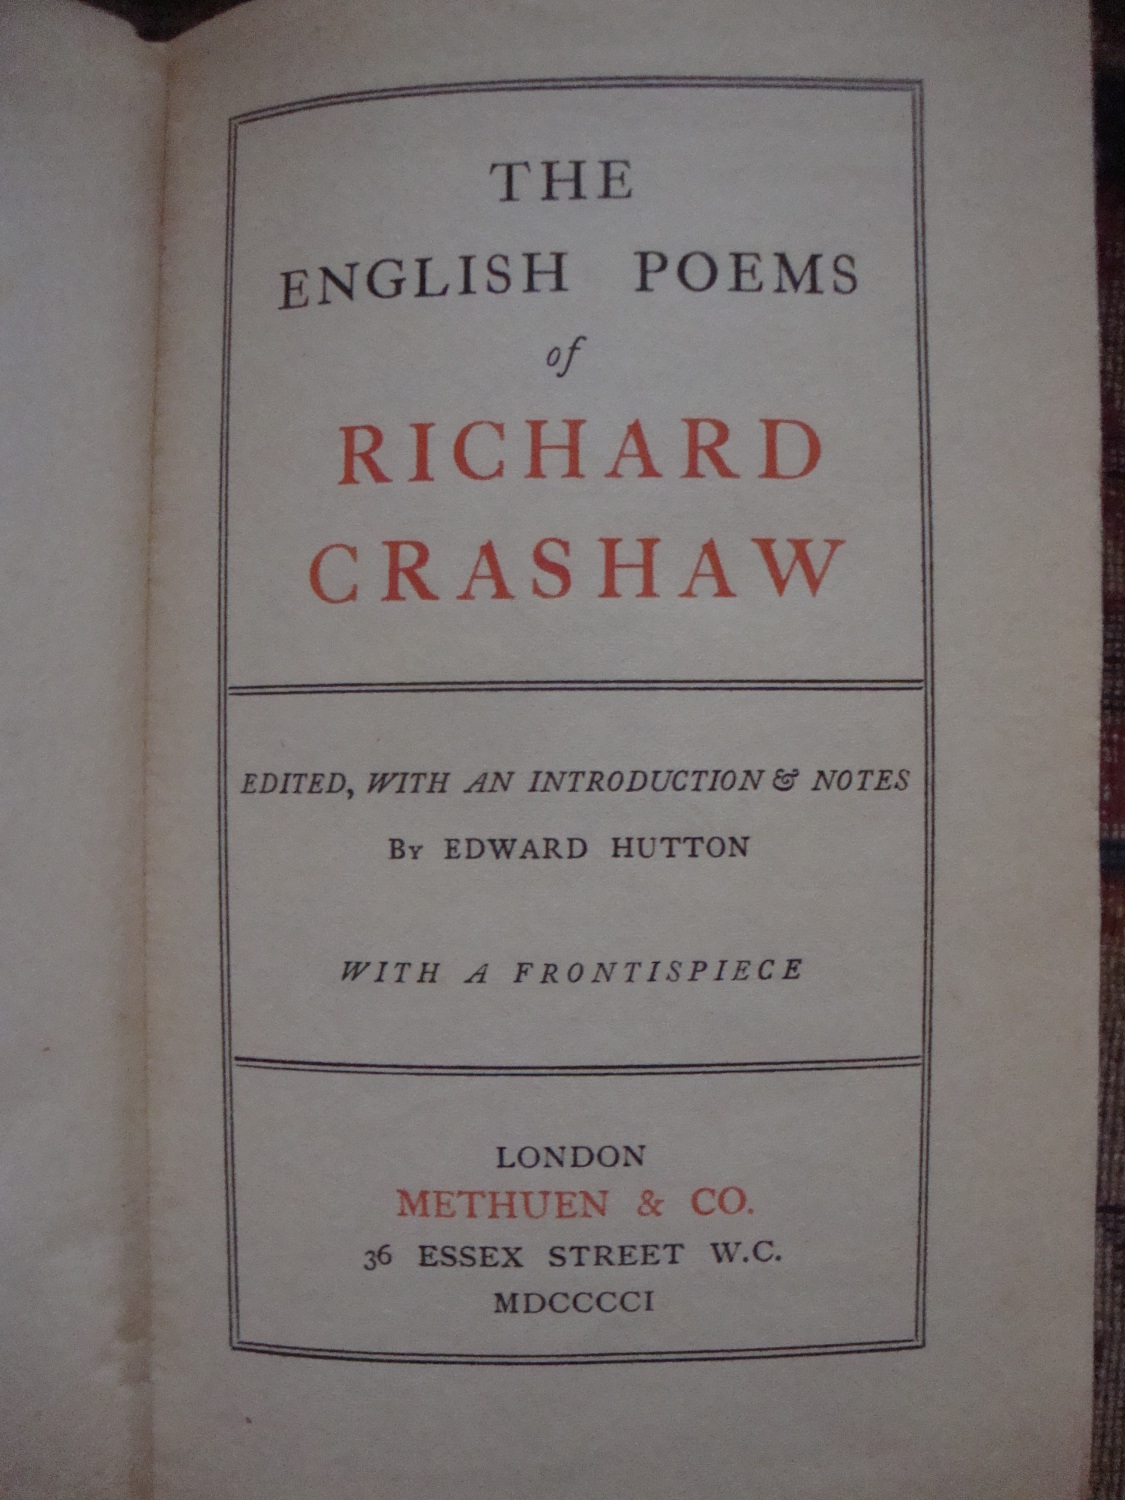 THE
ENGLISH POEMS
of
RICHARD
CRASHAW
EDITED, WITH AN INTRODUCTION & NOTES
By EDWARD HUTTON
WITH A FRONTISPIECE
LONDON
METHUEN & CO.
36 ESSEX STREET W.C.
MDCCCCI